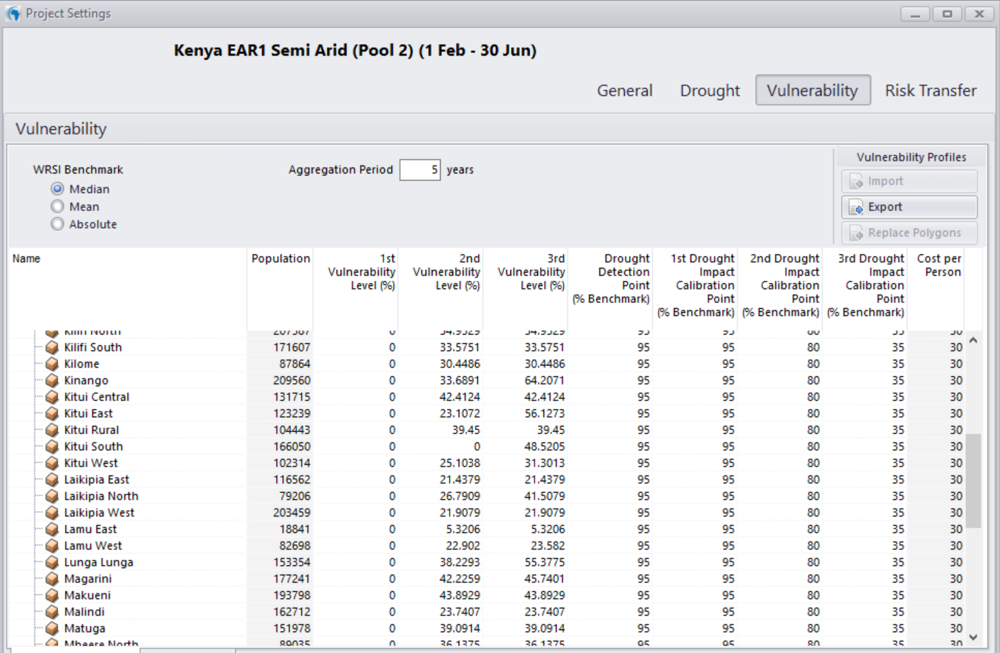 Project Settings
Kenya EAR1 Semi Arid (Pool 2) (1 Feb - 30 Jun)
General Drought Vulnerability Risk Transfer
Vulnerability
WRSI Benchmark
Median
Mean
Absolute
Aggregation Period 5 years
Vulnerability Profiles
Import
Export
Replace Polygons
Name Population 1st Vulnerability Level (%) 2nd Vulnerability Level (%) 3rd Vulnerability Level (%) Drought Detection Point (% Benchmark) 1st Drought Impact Calibration Point (% Benchmark) 2nd Drought Impact Calibration Point (% Benchmark) 3rd Drought Impact Calibration Point (% Benchmark) Cost per Person
Kilifi North 207587 0 54.9529 54.9529 95 95 80 35 30
Kilifi South 171607 0 33.5751 33.5751 95 95 80 35 30
Kilome 87864 0 30.4486 30.4486 95 95 80 35 30
Kinango 209560 0 33.6891 64.2071 95 95 80 35 30
Kitui Central 131715 0 42.4124 42.4124 95 95 80 35 30
Kitui East 123239 0 23.1072 56.1273 95 95 80 35 30
Kitui Rural 104443 0 39.45 39.45 95 95 80 35 30
Kitui South 166050 0 0 48.5205 95 95 80 35 30
Kitui West 102314 0 25.1038 31.3013 95 95 80 35 30
Laikipia East 116562 0 21.4379 21.4379 95 95 80 35 30
Laikipia North 79206 0 26.7909 41.5079 95 95 80 35 30
Laikipia West 203459 0 21.9079 21.9079 95 95 80 35 30
Lamu East 18841 0 5.3206 5.3206 95 95 80 35 30
Lamu West 82698 0 22.902 23.582 95 95 80 35 30
Lunga Lunga 153354 0 38.2293 55.3775 95 95 80 35 30
Magarini 177241 0 42.2259 45.7401 95 95 80 35 30
Makueni 193798 0 43.8929 43.8929 95 95 80 35 30
Malindi 162712 0 23.7407 23.7407 95 95 80 35 30
Matuga 151978 0 39.0914 39.0914 95 95 80 35 30
Mbeere North 89035 0 36.1375 36.1375 95 95 80 35 30